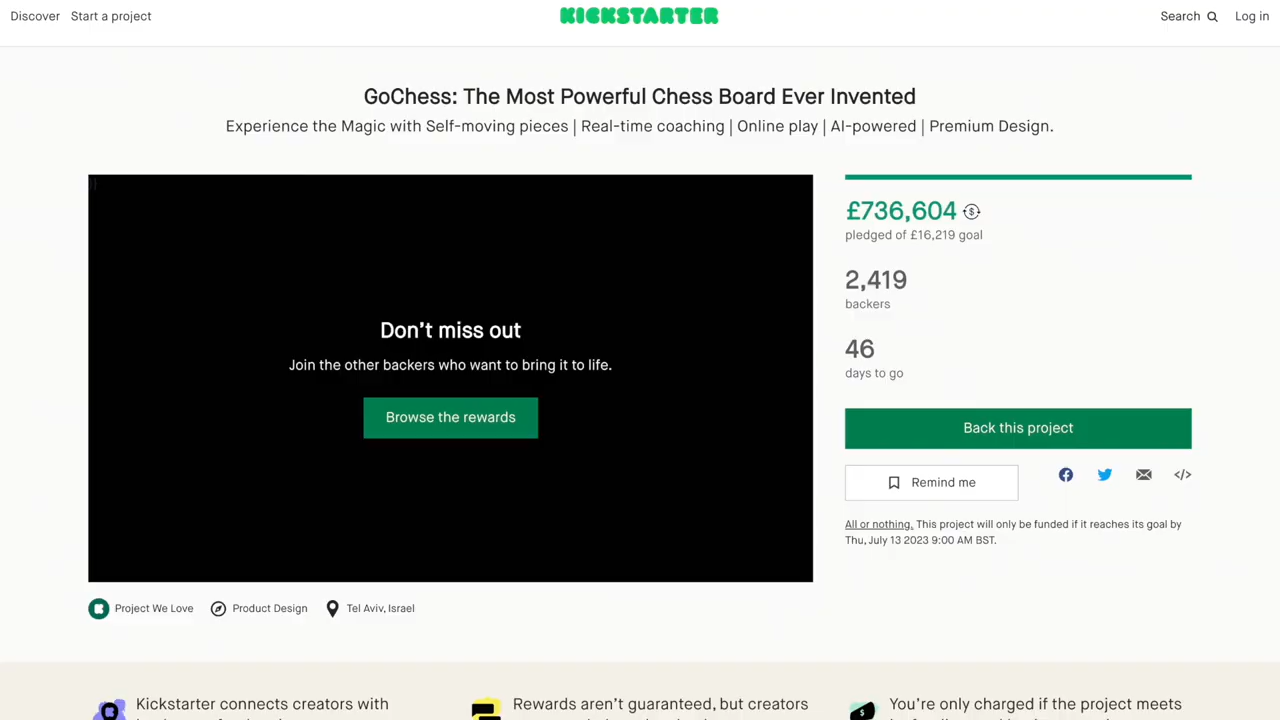 Discover Start a project
KICKSTARTER
Search
Log in
GoChess: The Most Powerful Chess Board Ever Invented
Experience the Magic with Self-moving pieces | Real-time coaching | Online play | AI-powered | Premium Design.
Don't miss out
Join the other backers who want to bring it to life.
Browse the rewards
£736,604
pledged of £16,219 goal
2,419
backers
46
days to go
Back this project
Remind me
All or nothing. This project will only be funded if it reaches its goal by
Thu, July 13 2023 9:00 AM BST.
Project We Love
Product Design
Tel Aviv, Israel
Kickstarter connects creators with
Rewards aren't guaranteed, but creators
You're only charged if the project meets